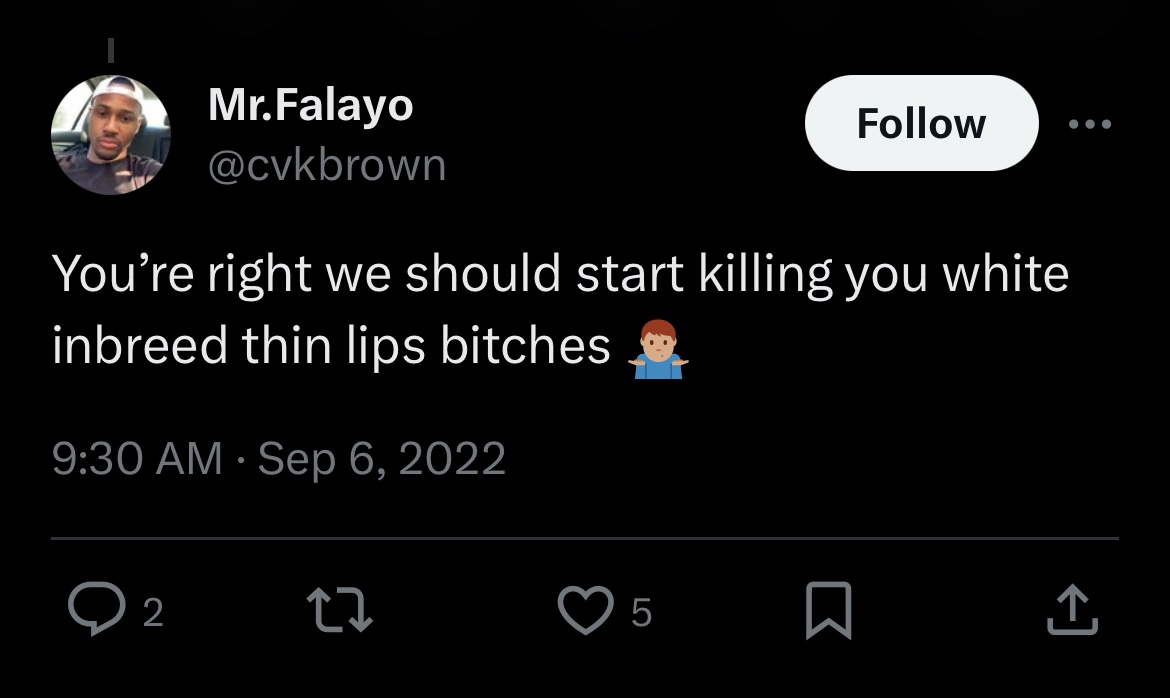 Mr.Falayo
@cvkbrown
Follow
You’re right we should start killing you white
inbreed thin lips bitches 🤷🏼‍♂️
9:30 AM · Sep 6, 2022
2
5